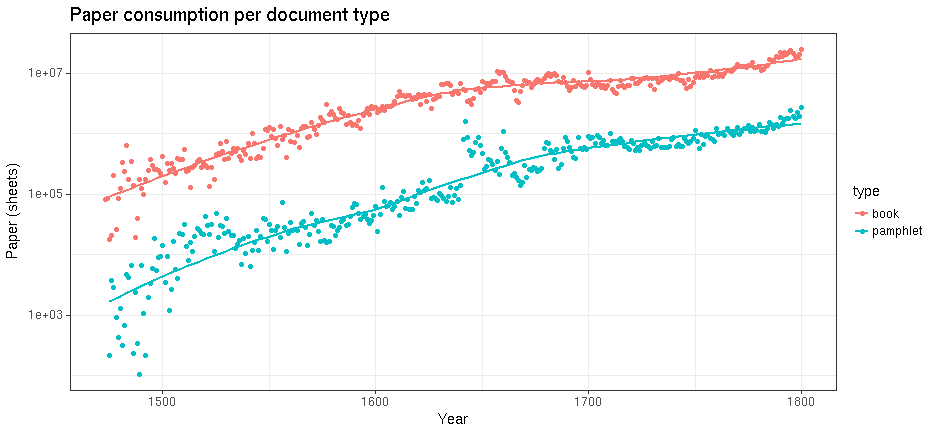 Paper consumption per document type
Paper (sheets)
1e+07
1e+05
1e+03
1500
1600
1700
1800
Year
type
book
pamphlet